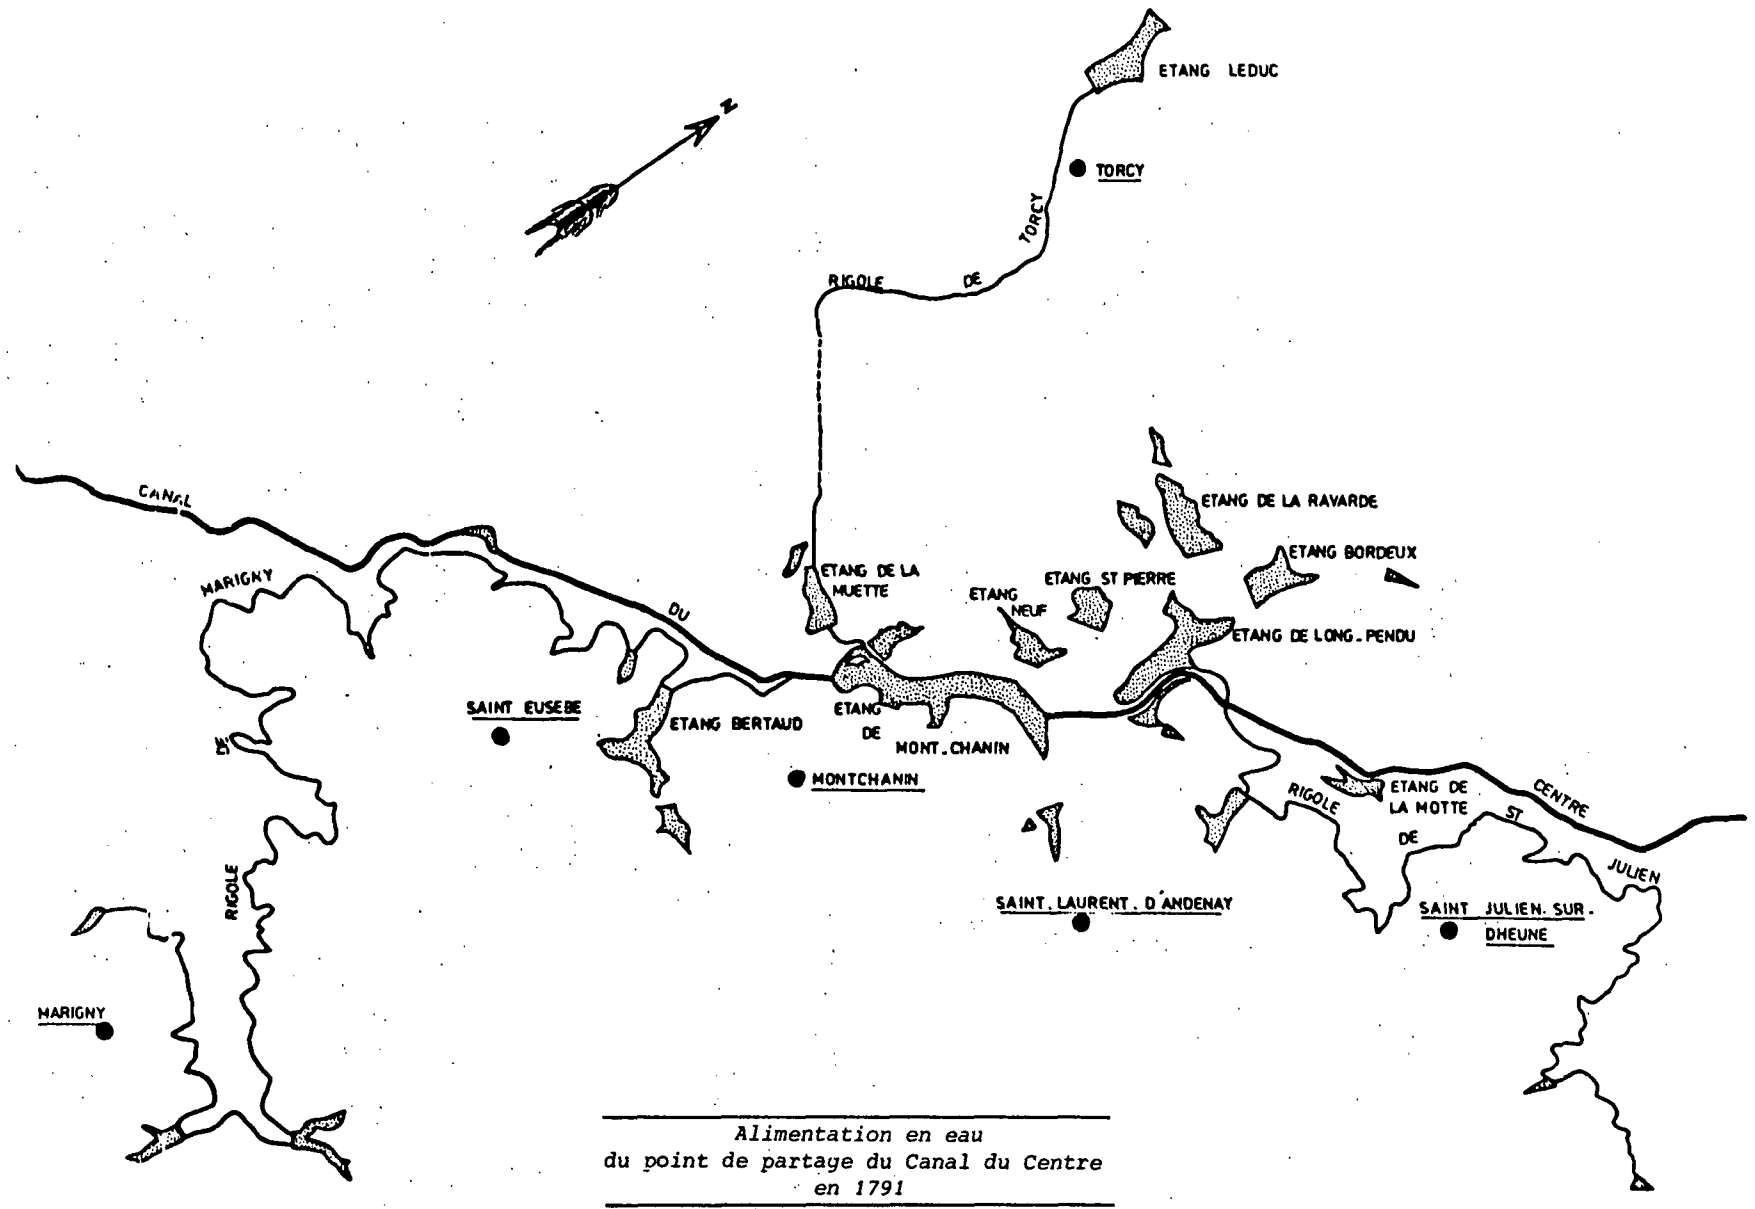 ETANG LEDUC
N
TORCY
RIGOLE DE TORCY
CANAL DU CENTRE
ETANG DE LA RAVARDE
ETANG BORDEUX
ETANG DE LA
MUETTE
ETANG ST PIERRE
ETANG
NEUF
ETANG DE LONG-PENDU
RIGOLE DE MARIGNY
SAINT EUSEBE
ETANG BERTAUD
ETANG
DE
MONT-CHANIN
MONTCHANIN
ETANG DE
LA MOTTE
RIGOLE DE ST JULIEN
SAINT-LAURENT-D'ANDENAY
SAINT JULIEN-SUR-
DHEUNE
MARIGNY
Alimentation en eau
du point de partage du Canal du Centre
en 1791